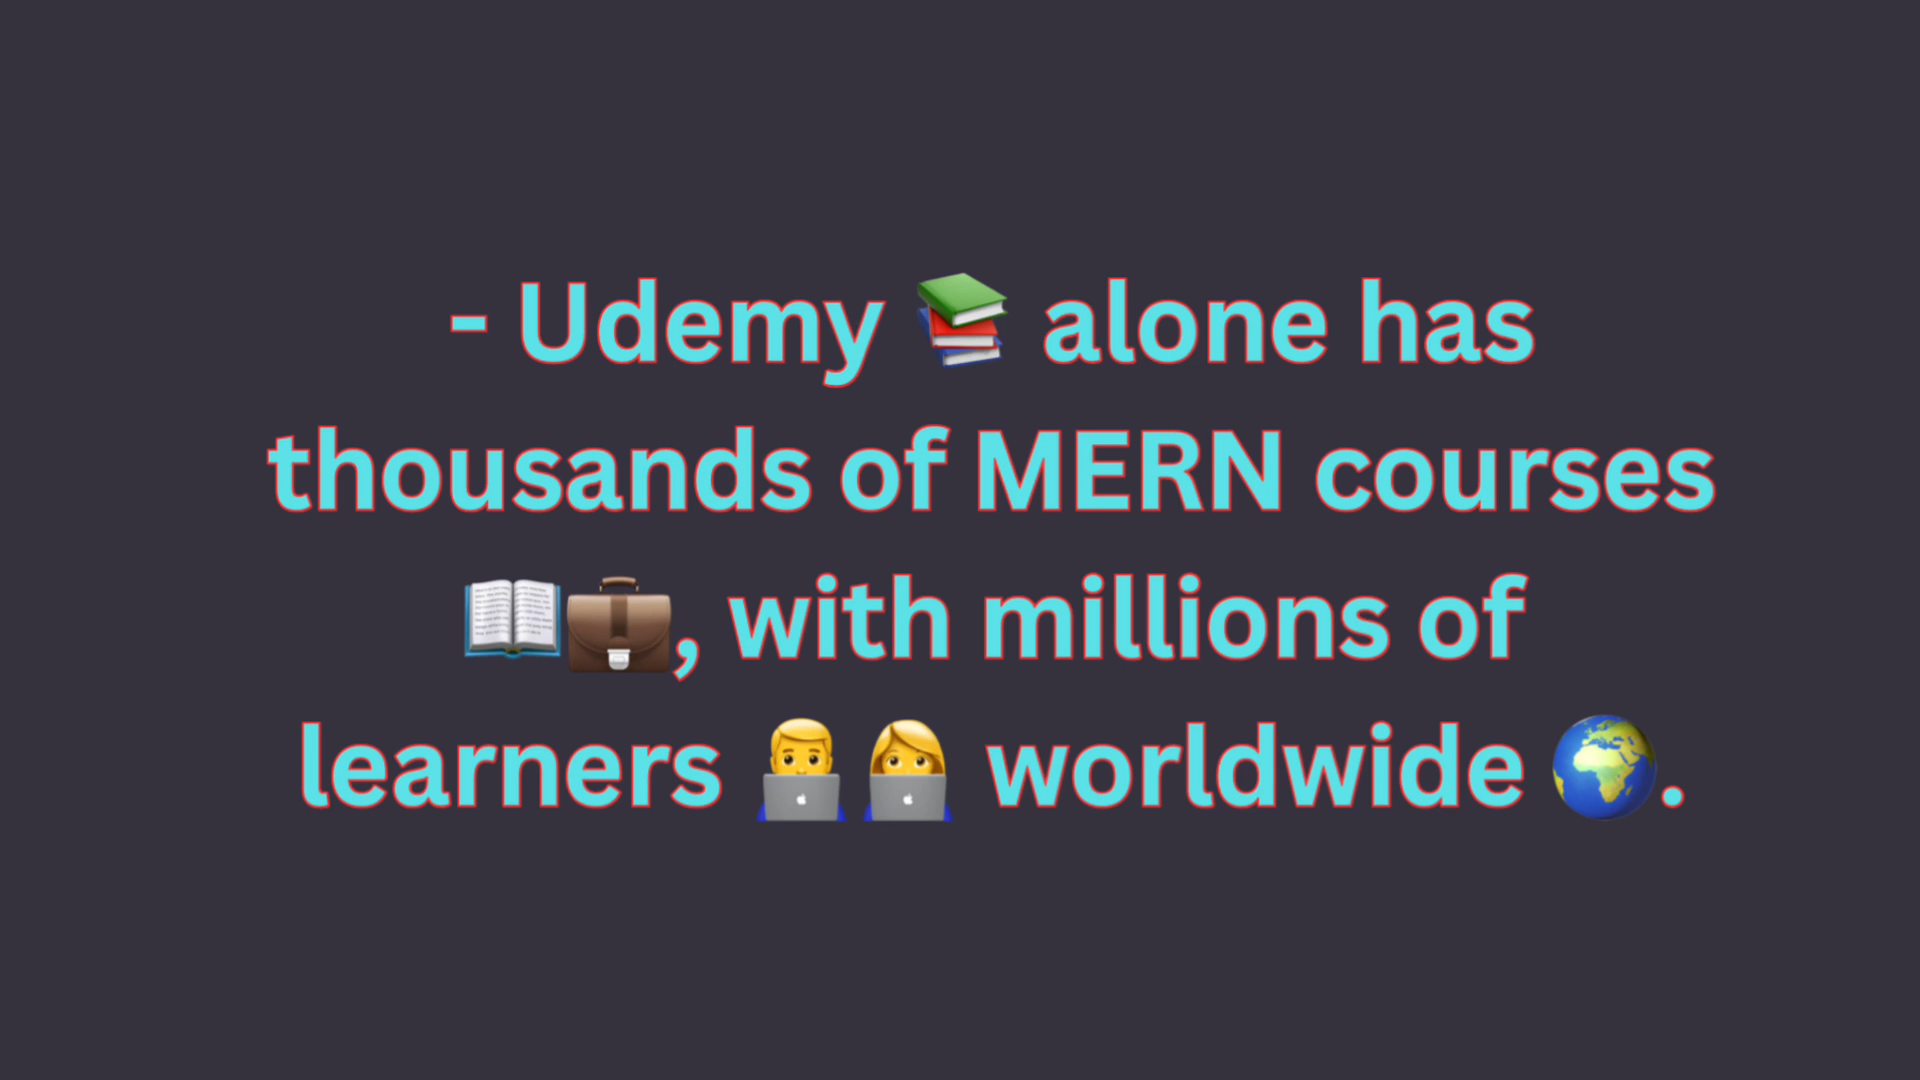 - Udemy 📚 alone has
thousands of MERN courses
📖💼, with millions of
learners 👨‍💻👩‍💻 worldwide 🌍.